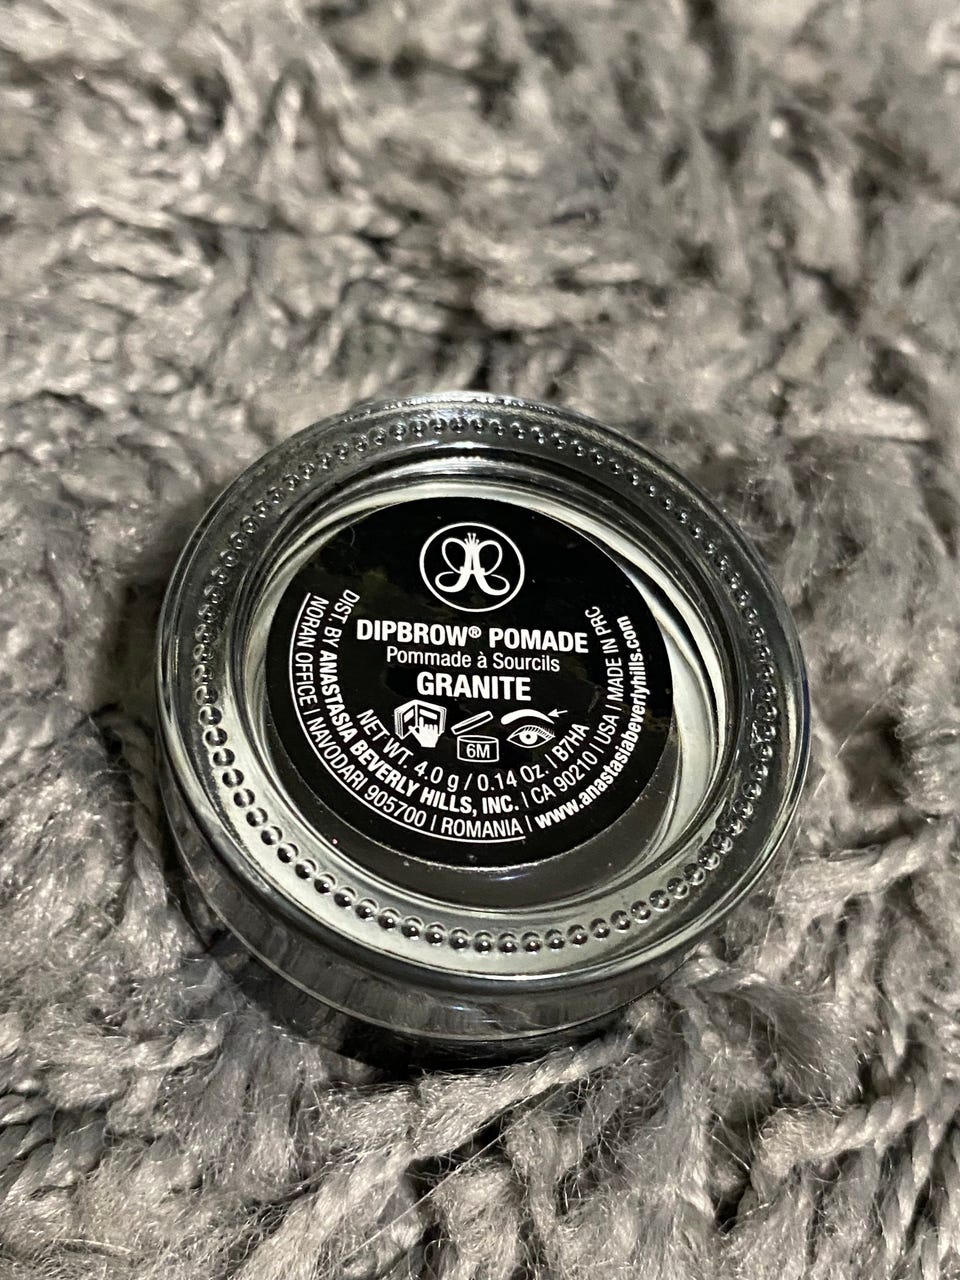 DIPBROW® POMADE
Pommade à Sourcils
GRANITE
6M
NET WT. 4.0 g / 0.14 Oz. | B7HA
DIST. BY ANASTASIA BEVERLY HILLS, INC. | CA 90210 | USA | MADE IN PRC
NORAN OFFICE | NAVODARI 905700 | ROMANIA | www.anastasiabeverlyhills.com